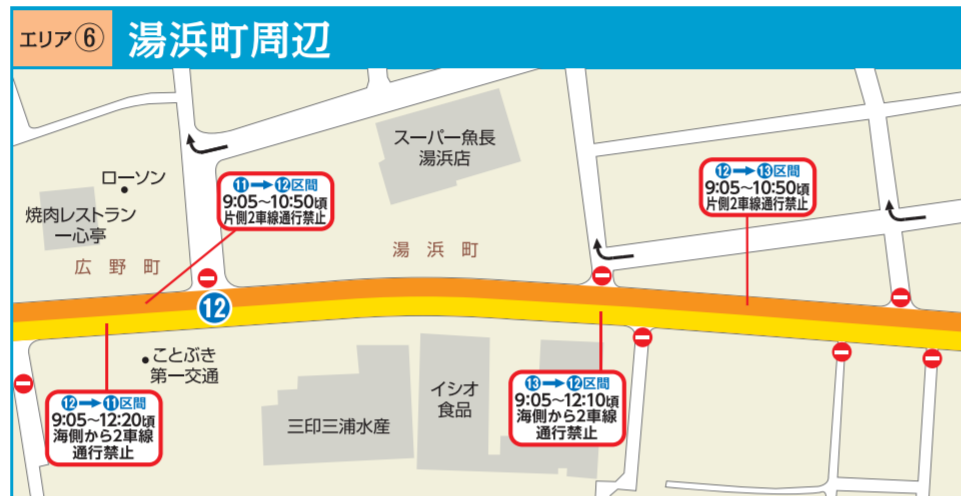 エリア⑥ 湯浜町周辺
スーパー魚長
湯浜店
ローソン
焼肉レストラン
一心亭
広野町
湯浜町
⑪→⑫区間
9:05~10:50頃
片側2車線通行禁止
⑫→⑬区間
9:05~10:50頃
片側2車線通行禁止
12
ことぶき
第一交通
三印三浦水産
イシオ
食品
⑫→⑪区間
9:05~12:20頃
海側から2車線
通行禁止
⑬→⑫区間
9:05~12:10頃
海側から2車線
通行禁止